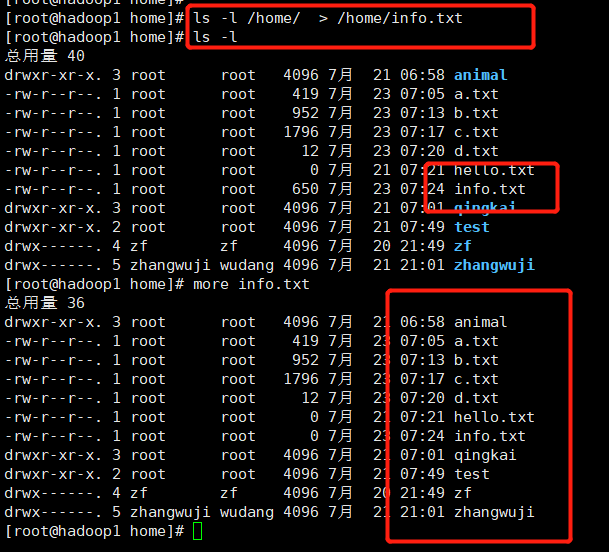 [root@hadoop1 home]#
[root@hadoop1 home]# ls -l /home/  > /home/info.txt
[root@hadoop1 home]# ls -l
总用量 40
drwxr-xr-x. 3 root      root   4096 7月  21 06:58 animal
-rw-r--r--. 1 root      root    419 7月  23 07:05 a.txt
-rw-r--r--. 1 root      root    952 7月  23 07:13 b.txt
-rw-r--r--. 1 root      root   1796 7月  23 07:17 c.txt
-rw-r--r--. 1 root      root     12 7月  23 07:20 d.txt
-rw-r--r--. 1 root      root      0 7月  21 07:21 hello.txt
-rw-r--r--. 1 root      root    650 7月  23 07:24 info.txt
drwxr-xr-x. 3 root      root   4096 7月  21 07:01 qingkai
drwxr-xr-x. 2 root      root   4096 7月  21 07:49 test
drwx------. 4 zf        zf     4096 7月  20 21:49 zf
drwx------. 5 zhangwuji wudang 4096 7月  21 21:01 zhangwuji
[root@hadoop1 home]# more info.txt
总用量 36
drwxr-xr-x. 3 root      root   4096 7月  21 06:58 animal
-rw-r--r--. 1 root      root    419 7月  23 07:05 a.txt
-rw-r--r--. 1 root      root    952 7月  23 07:13 b.txt
-rw-r--r--. 1 root      root   1796 7月  23 07:17 c.txt
-rw-r--r--. 1 root      root     12 7月  23 07:20 d.txt
-rw-r--r--. 1 root      root      0 7月  21 07:21 hello.txt
-rw-r--r--. 1 root      root      0 7月  23 07:24 info.txt
drwxr-xr-x. 3 root      root   4096 7月  21 07:01 qingkai
drwxr-xr-x. 2 root      root   4096 7月  21 07:49 test
drwx------. 4 zf        zf     4096 7月  20 21:49 zf
drwx------. 5 zhangwuji wudang 4096 7月  21 21:01 zhangwuji
[root@hadoop1 home]#